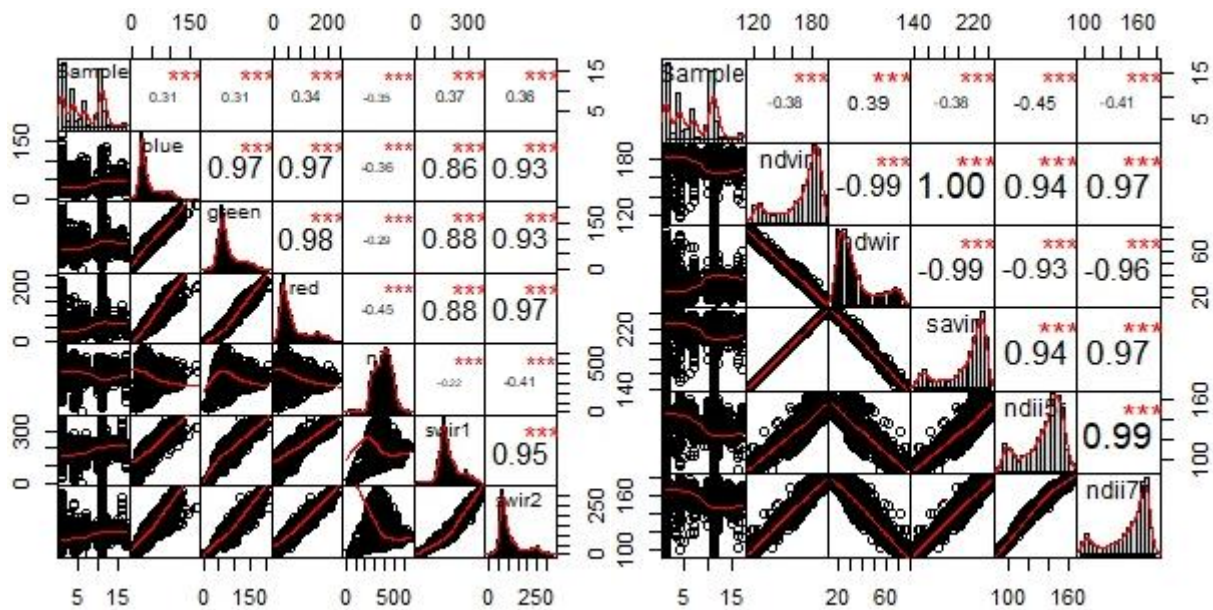 0 150 0 200 0 300
Sample *** *** *** *** *** *** 5 15
0.31 0.31 0.34 -0.35 0.37 0.36
0 150 blue *** *** *** *** ***
0.97 0.97 -0.36 0.86 0.93
green *** *** *** *** 0 150
0.98 -0.29 0.88 0.93
0 200 red *** *** ***
-0.45 0.88 0.97
*** *** 0 500
-0.22 -0.41
0 300 swir1 ***
0.95
swir2 0 250
5 15 0 150 0 150 0 500 0 250
120 180 140 220 100 160
Sample *** *** *** *** *** 5 15
-0.38 0.39 -0.38 -0.45 -0.41
120 180 ndvir *** *** *** ***
-0.99 1.00 0.94 0.97
dwir *** *** *** 20 60
-0.99 -0.93 -0.96
140 220 savir *** ***
0.94 0.97
ndii5 *** 100 160
0.99
100 160 ndii7
5 15 20 60 100 160